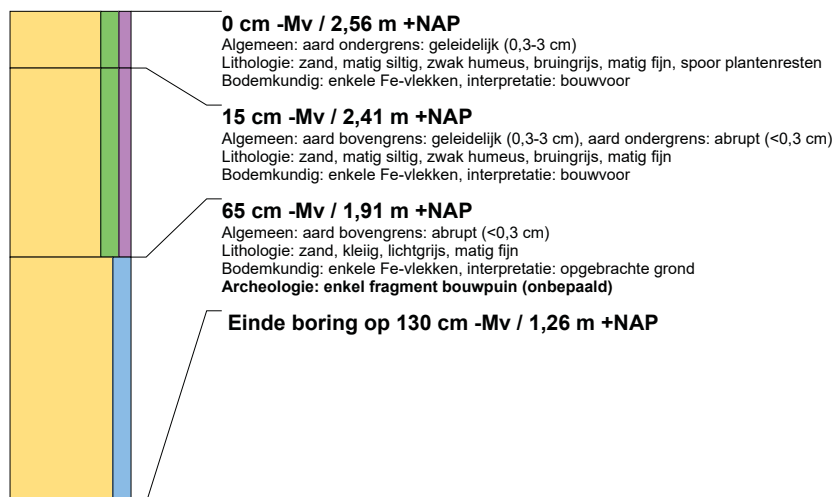 0 cm -Mv / 2,56 m +NAP
Algemeen: aard ondergrens: geleidelijk (0,3-3 cm)
Lithologie: zand, matig siltig, zwak humeus, bruingrijs, matig fijn, spoor plantenresten
Bodemkundig: enkele Fe-vlekken, interpretatie: bouwvoor
15 cm -Mv / 2,41 m +NAP
Algemeen: aard bovengrens: geleidelijk (0,3-3 cm), aard ondergrens: abrupt (<0,3 cm)
Lithologie: zand, matig siltig, zwak humeus, bruingrijs, matig fijn
Bodemkundig: enkele Fe-vlekken, interpretatie: bouwvoor
65 cm -Mv / 1,91 m +NAP
Algemeen: aard bovengrens: abrupt (<0,3 cm)
Lithologie: zand, kleiig, lichtgrijs, matig fijn
Bodemkundig: enkele Fe-vlekken, interpretatie: opgebrachte grond
Archeologie: enkel fragment bouwpuin (onbepaald)
Einde boring op 130 cm -Mv / 1,26 m +NAP